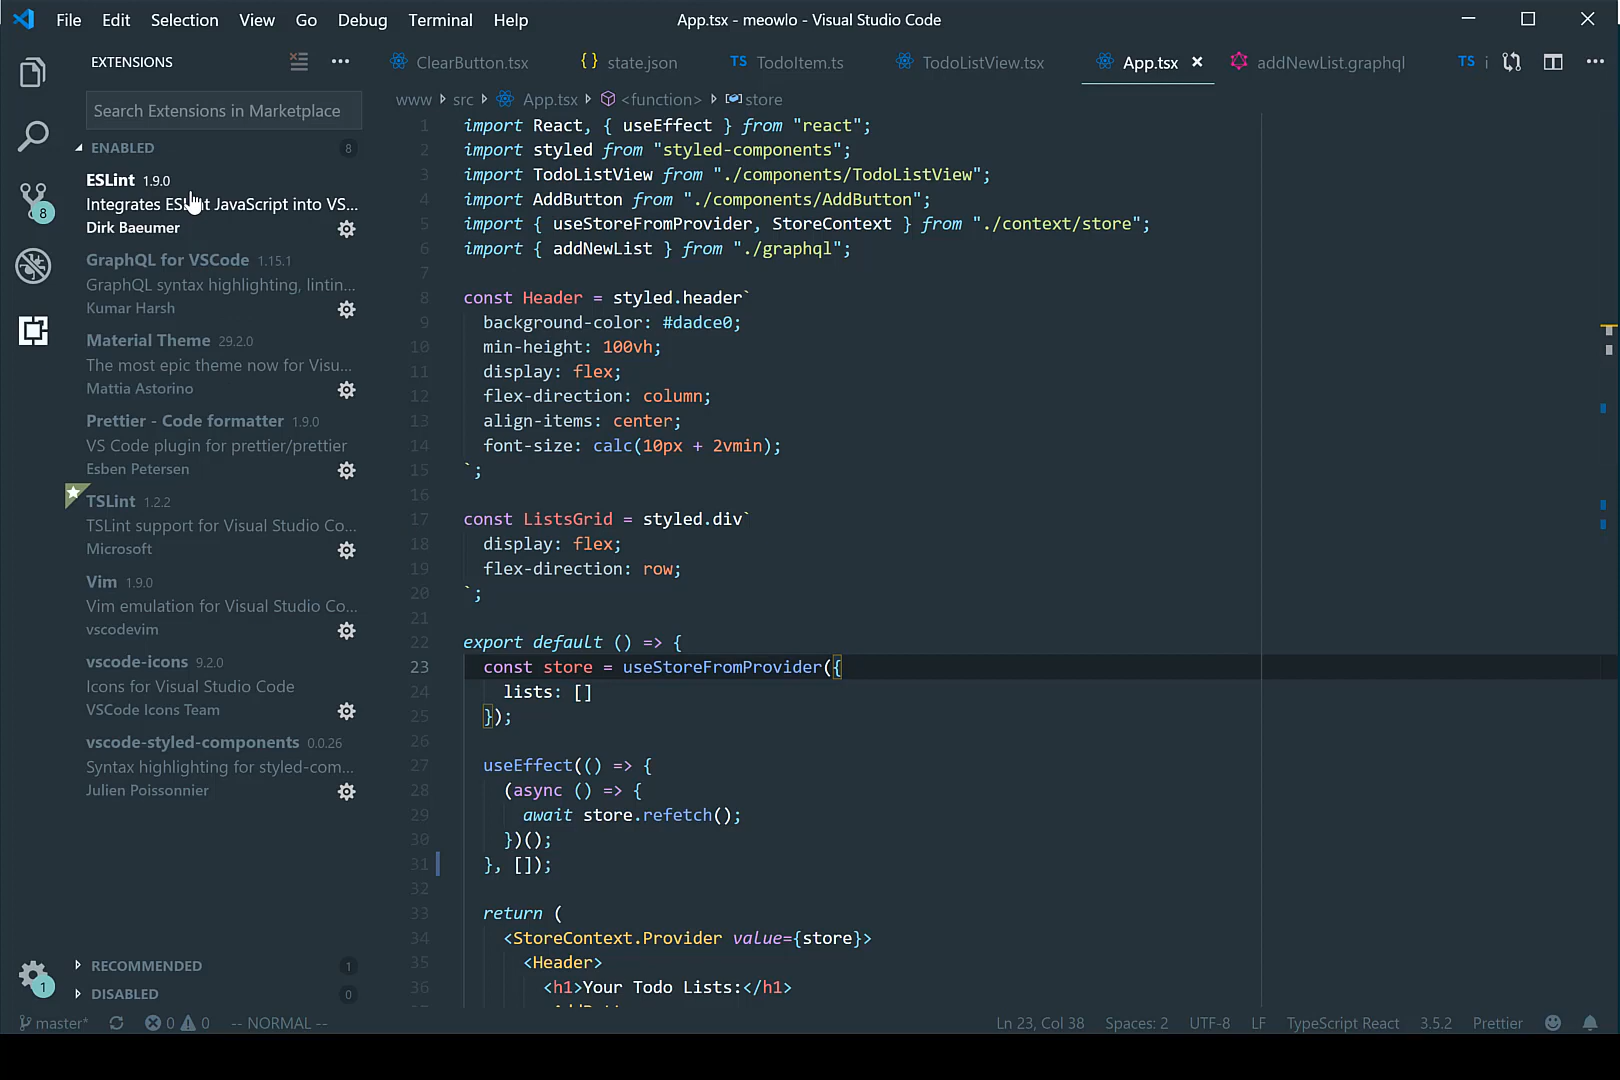 File Edit Selection View Go Debug Terminal Help
App.tsx - meowlo - Visual Studio Code
EXTENSIONS
ClearButton.tsx
{} state.json
TS TodoItem.ts
TodoListView.tsx
App.tsx
addNewList.graphql
TS i
Search Extensions in Marketplace
ENABLED 8
ESLint 1.9.0
Integrates ESLint JavaScript into VS...
Dirk Baeumer
GraphQL for VSCode 1.15.1
GraphQL syntax highlighting, lintin...
Kumar Harsh
Material Theme 29.2.0
The most epic theme now for Visu...
Mattia Astorino
Prettier - Code formatter 1.9.0
VS Code plugin for prettier/prettier
Esben Petersen
TSLint 1.2.2
TSLint support for Visual Studio Co...
Microsoft
Vim 1.9.0
Vim emulation for Visual Studio Co...
vscodevim
vscode-icons 9.2.0
Icons for Visual Studio Code
VSCode Icons Team
vscode-styled-components 0.0.26
Syntax highlighting for styled-com...
Julien Poissonnier
RECOMMENDED 1
DISABLED 0
8
1
www src App.tsx <function> store
1 import React, { useEffect } from "react";
2 import styled from "styled-components";
3 import TodoListView from "./components/TodoListView";
4 import AddButton from "./components/AddButton";
5 import { useStoreFromProvider, StoreContext } from "./context/store";
6 import { addNewList } from "./graphql";
7
8 const Header = styled.header`
9 background-color: #dadce0;
10 min-height: 100vh;
11 display: flex;
12 flex-direction: column;
13 align-items: center;
14 font-size: calc(10px + 2vmin);
15 `;
16
17 const ListsGrid = styled.div`
18 display: flex;
19 flex-direction: row;
20 `;
21
22 export default () => {
23 const store = useStoreFromProvider({
24 lists: []
25 });
26
27 useEffect(() => {
28 (async () => {
29 await store.refetch();
30 })();
31 }, []);
32
33 return (
34 <StoreContext.Provider value={store}>
35 <Header>
36 <h1>Your Todo Lists:</h1>
master* 0 0 -- NORMAL --
Ln 23, Col 38 Spaces: 2 UTF-8 LF TypeScript React 3.5.2 Prettier